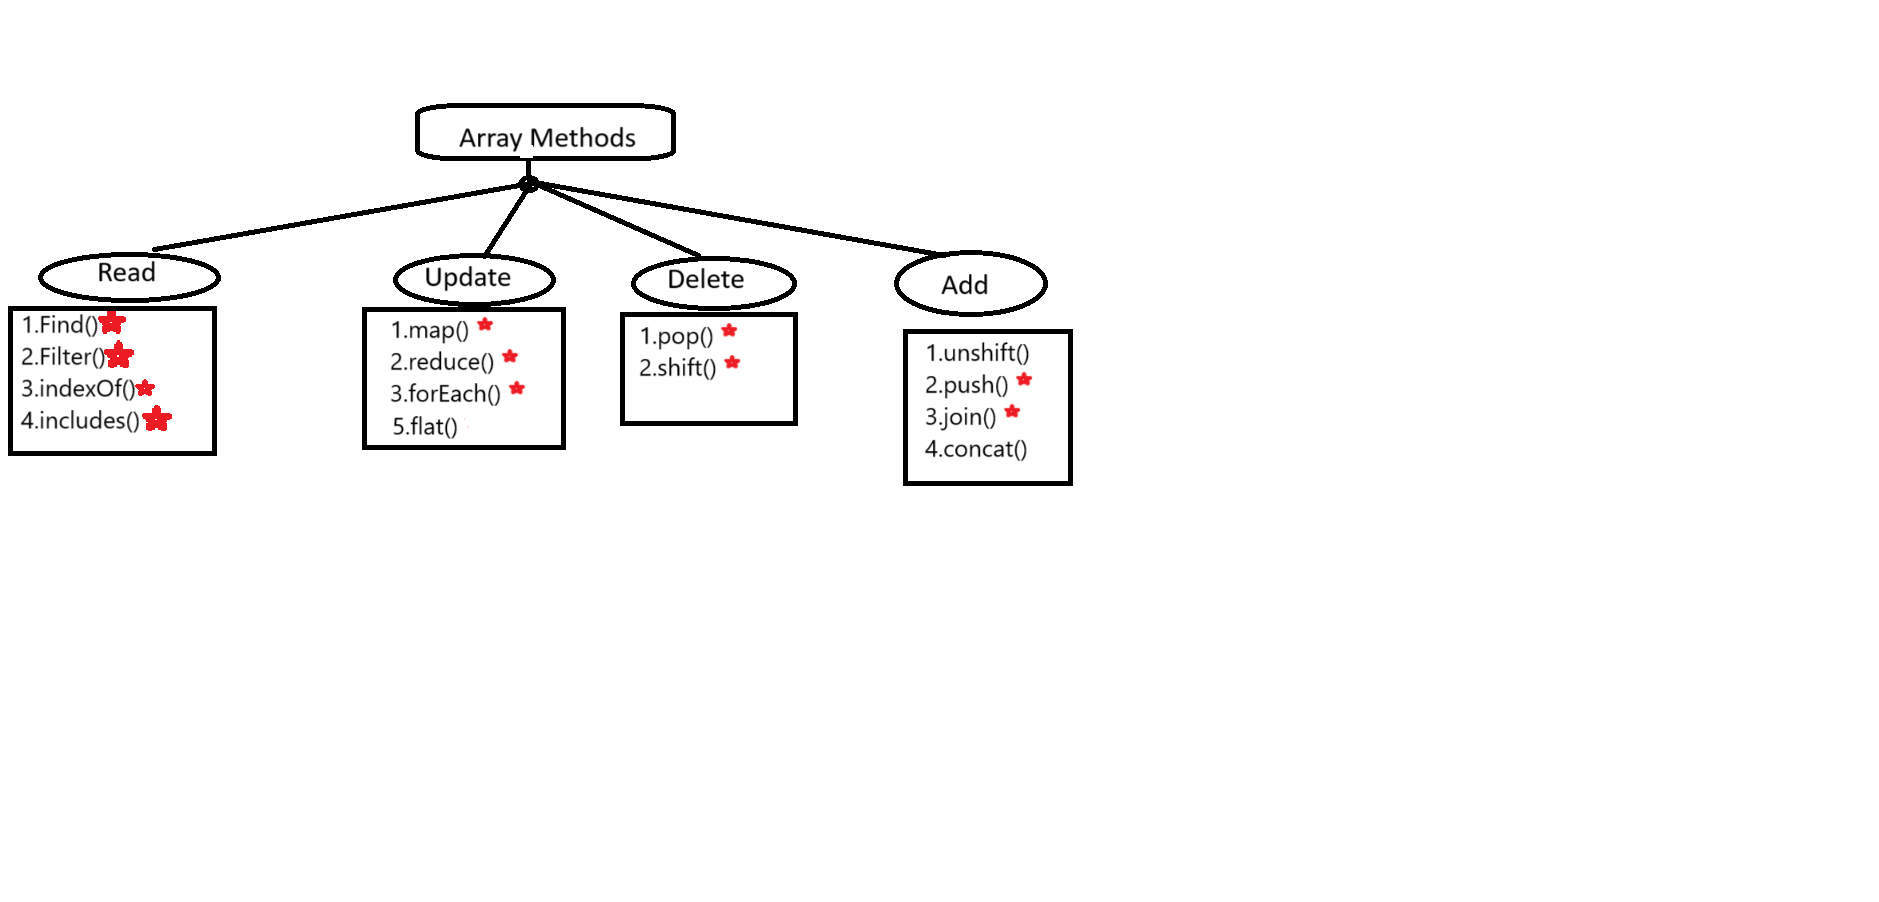 Array Methods
Read
1.Find()
2.Filter()
3.indexOf()
4.includes()
Update
1.map()
2.reduce()
3.forEach()
5.flat()
Delete
1.pop()
2.shift()
Add
1.unshift()
2.push()
3.join()
4.concat()